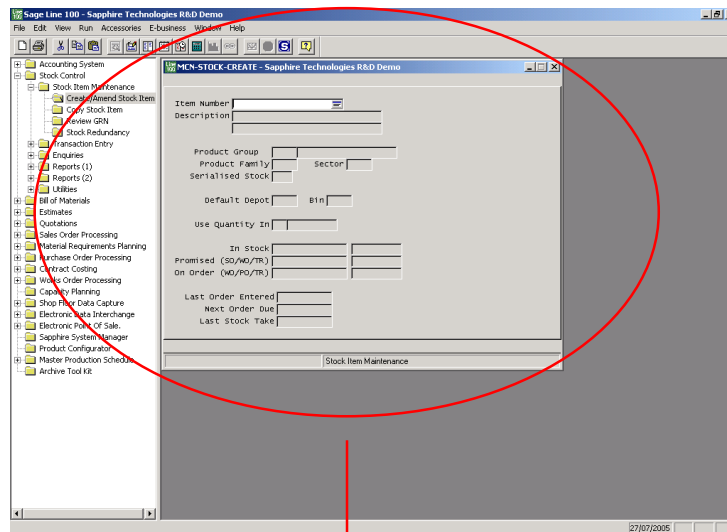 Sage Line 100 - Sapphire Technologies R&D Demo
File Edit View Run Accessories E-business Window Help
Accounting System
Stock Control
Stock Item Maintenance
Create/Amend Stock Item
Copy Stock Item
Review GRN
Stock Redundancy
Transaction Entry
Enquiries
Reports (1)
Reports (2)
Utilities
Bill of Materials
Estimates
Quotations
Sales Order Processing
Material Requirements Planning
Purchase Order Processing
Contract Costing
Works Order Processing
Capacity Planning
Shop Floor Data Capture
Electronic Data Interchange
Electronic Point Of Sale.
Sapphire System Manager
Product Configurator
Master Production Schedule
Archive Tool Kit
MCN-STOCK-CREATE - Sapphire Technologies R&D Demo
Item Number
Description
Product Group
Product Family Sector
Serialised Stock
Default Depot Bin
Use Quantity In
In Stock
Promised (SO/WO/TR)
On Order (WO/PO/TR)
Last Order Entered
Next Order Due
Last Stock Take
Stock Item Maintenance
27/07/2005